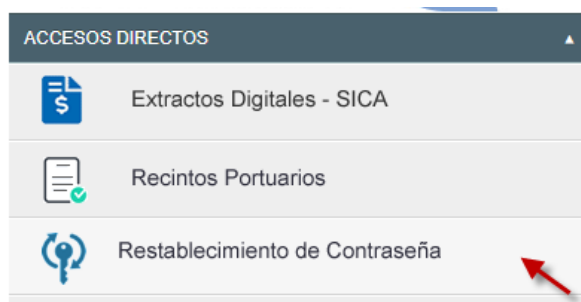 ACCESOS DIRECTOS
Extractos Digitales - SICA
Recintos Portuarios
Restablecimiento de Contraseña